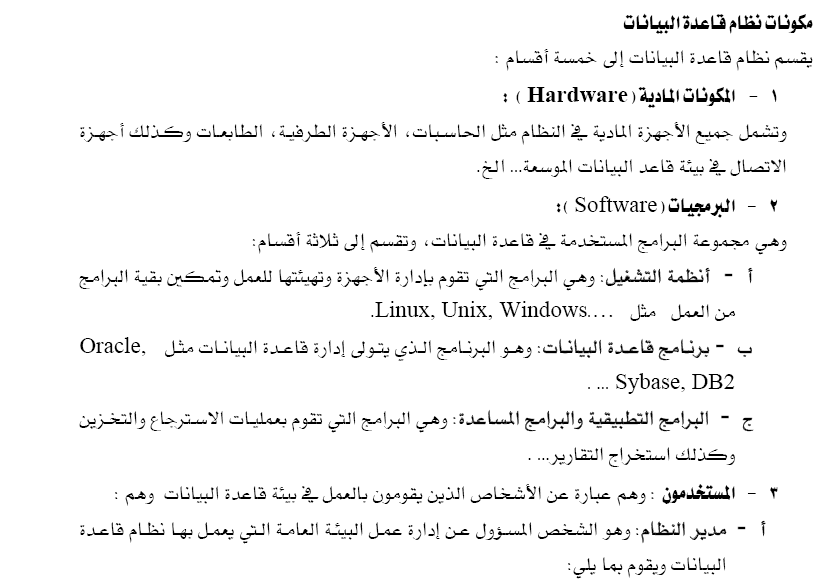 مكونات نظام قاعدة البيانات
يقسم نظام قاعدة البيانات إلى خمسة أقسام :
١ - المكونات المادية (Hardware ) :
وتشمل جميع الأجهزة المادية في النظام مثل الحاسبات، الأجهزة الطرفية، الطابعات وكذلك أجهزة
الاتصال في بيئة قاعد البيانات الموسعة... الخ.
٢ - البرمجيات (Software ):
وهي مجموعة البرامج المستخدمة في قاعدة البيانات، وتقسم إلى ثلاثة أقسام:
أ - أنظمة التشغيل: وهي البرامج التي تقوم بإدارة الأجهزة وتهيئتها للعمل وتمكين بقية البرامج
من العمل مثل Linux, Unix, Windows....
ب - برنامج قاعدة البيانات: وهو البرنامج الذي يتولى إدارة قاعدة البيانات مثل Oracle,
Sybase, DB2 ... .
ج - البرامج التطبيقية والبرامج المساعدة: وهي البرامج التي تقوم بعمليات الاسترجاع والتخزين
وكذلك استخراج التقارير... .
٣ - المستخدمون : وهم عبارة عن الأشخاص الذين يقومون بالعمل في بيئة قاعدة البيانات وهم :
أ - مدير النظام: وهو الشخص المسؤول عن إدارة عمل البيئة العامة التي يعمل بها نظام قاعدة
البيانات ويقوم بما يلي: